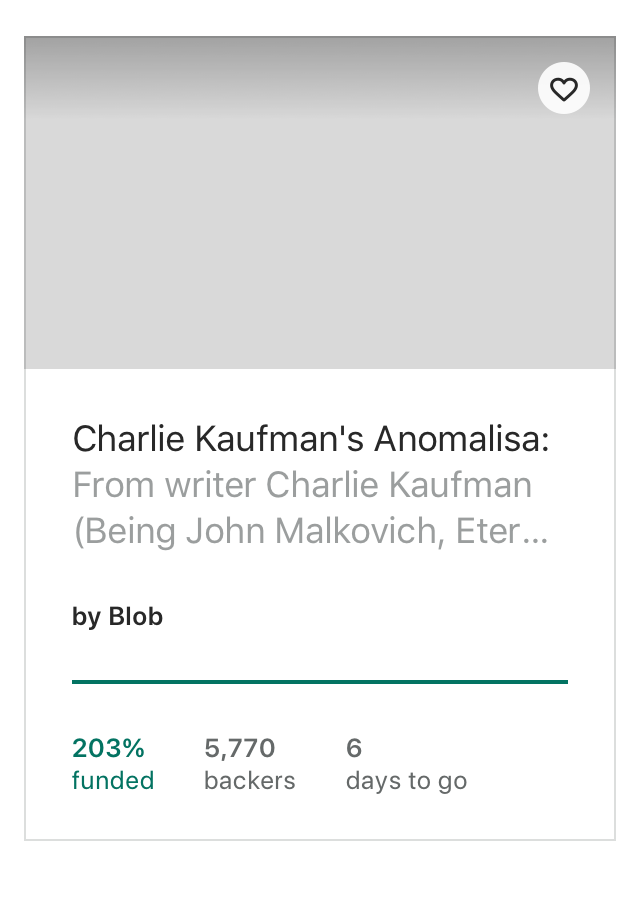 Charlie Kaufman's Anomalisa:
From writer Charlie Kaufman
(Being John Malkovich, Eter...
by Blob
203% 5,770 6
funded backers days to go